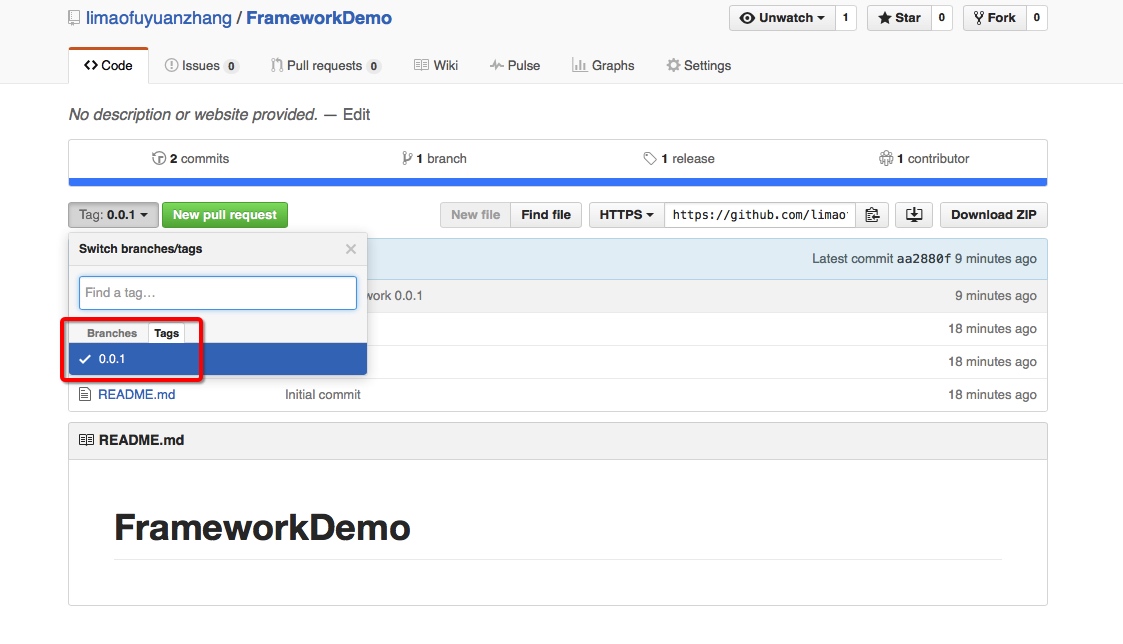 limaofuyuanzhang / FrameworkDemo
Unwatch 1 Star 0 Fork 0
Code Issues 0 Pull requests 0 Wiki Pulse Graphs Settings
No description or website provided. — Edit
2 commits 1 branch 1 release 1 contributor
Tag: 0.0.1 New pull request New file Find file HTTPS https://github.com/limao Download ZIP
Switch branches/tags ×
Latest commit aa2880f 9 minutes ago
Find a tag…
work 0.0.1 9 minutes ago
Branches Tags 18 minutes ago
0.0.1 18 minutes ago
README.md Initial commit 18 minutes ago
README.md
FrameworkDemo